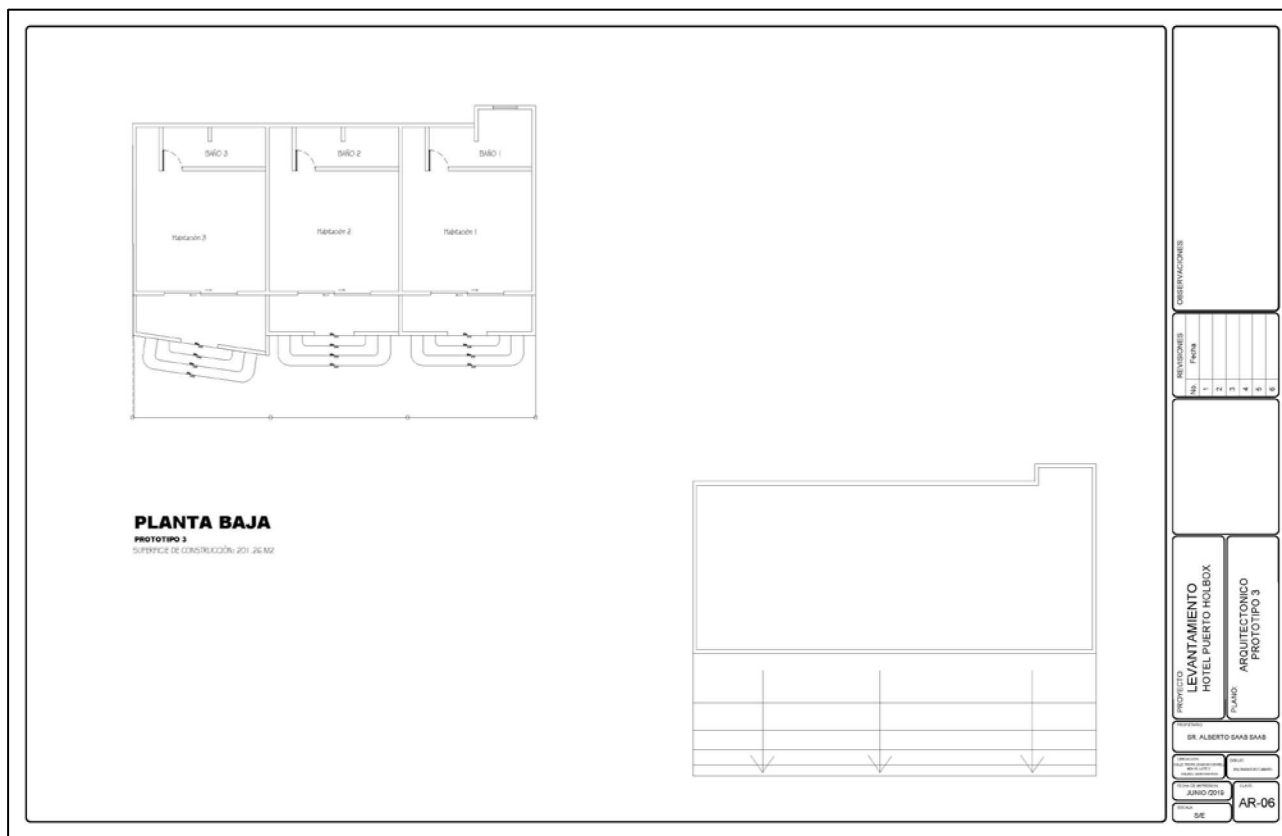 BAÑO 3
BAÑO 2
BAÑO 1
Habitación 3
Habitación 2
Habitación 1
PLANTA BAJA
PROTOTIPO 3
SUPERFICIE DE CONSTRUCCIÓN: 201.26 M2
OBSERVACIONES:
REVISIONES
No. Fecha
1
2
3
4
5
6
PROYECTO:
LEVANTAMIENTO
HOTEL PUERTO HOLBOX
PLANO:
ARQUITECTONICO
PROTOTIPO 3
SR. ALBERTO SAAB SAAB
JUNIO /2019
S/E
AR-06